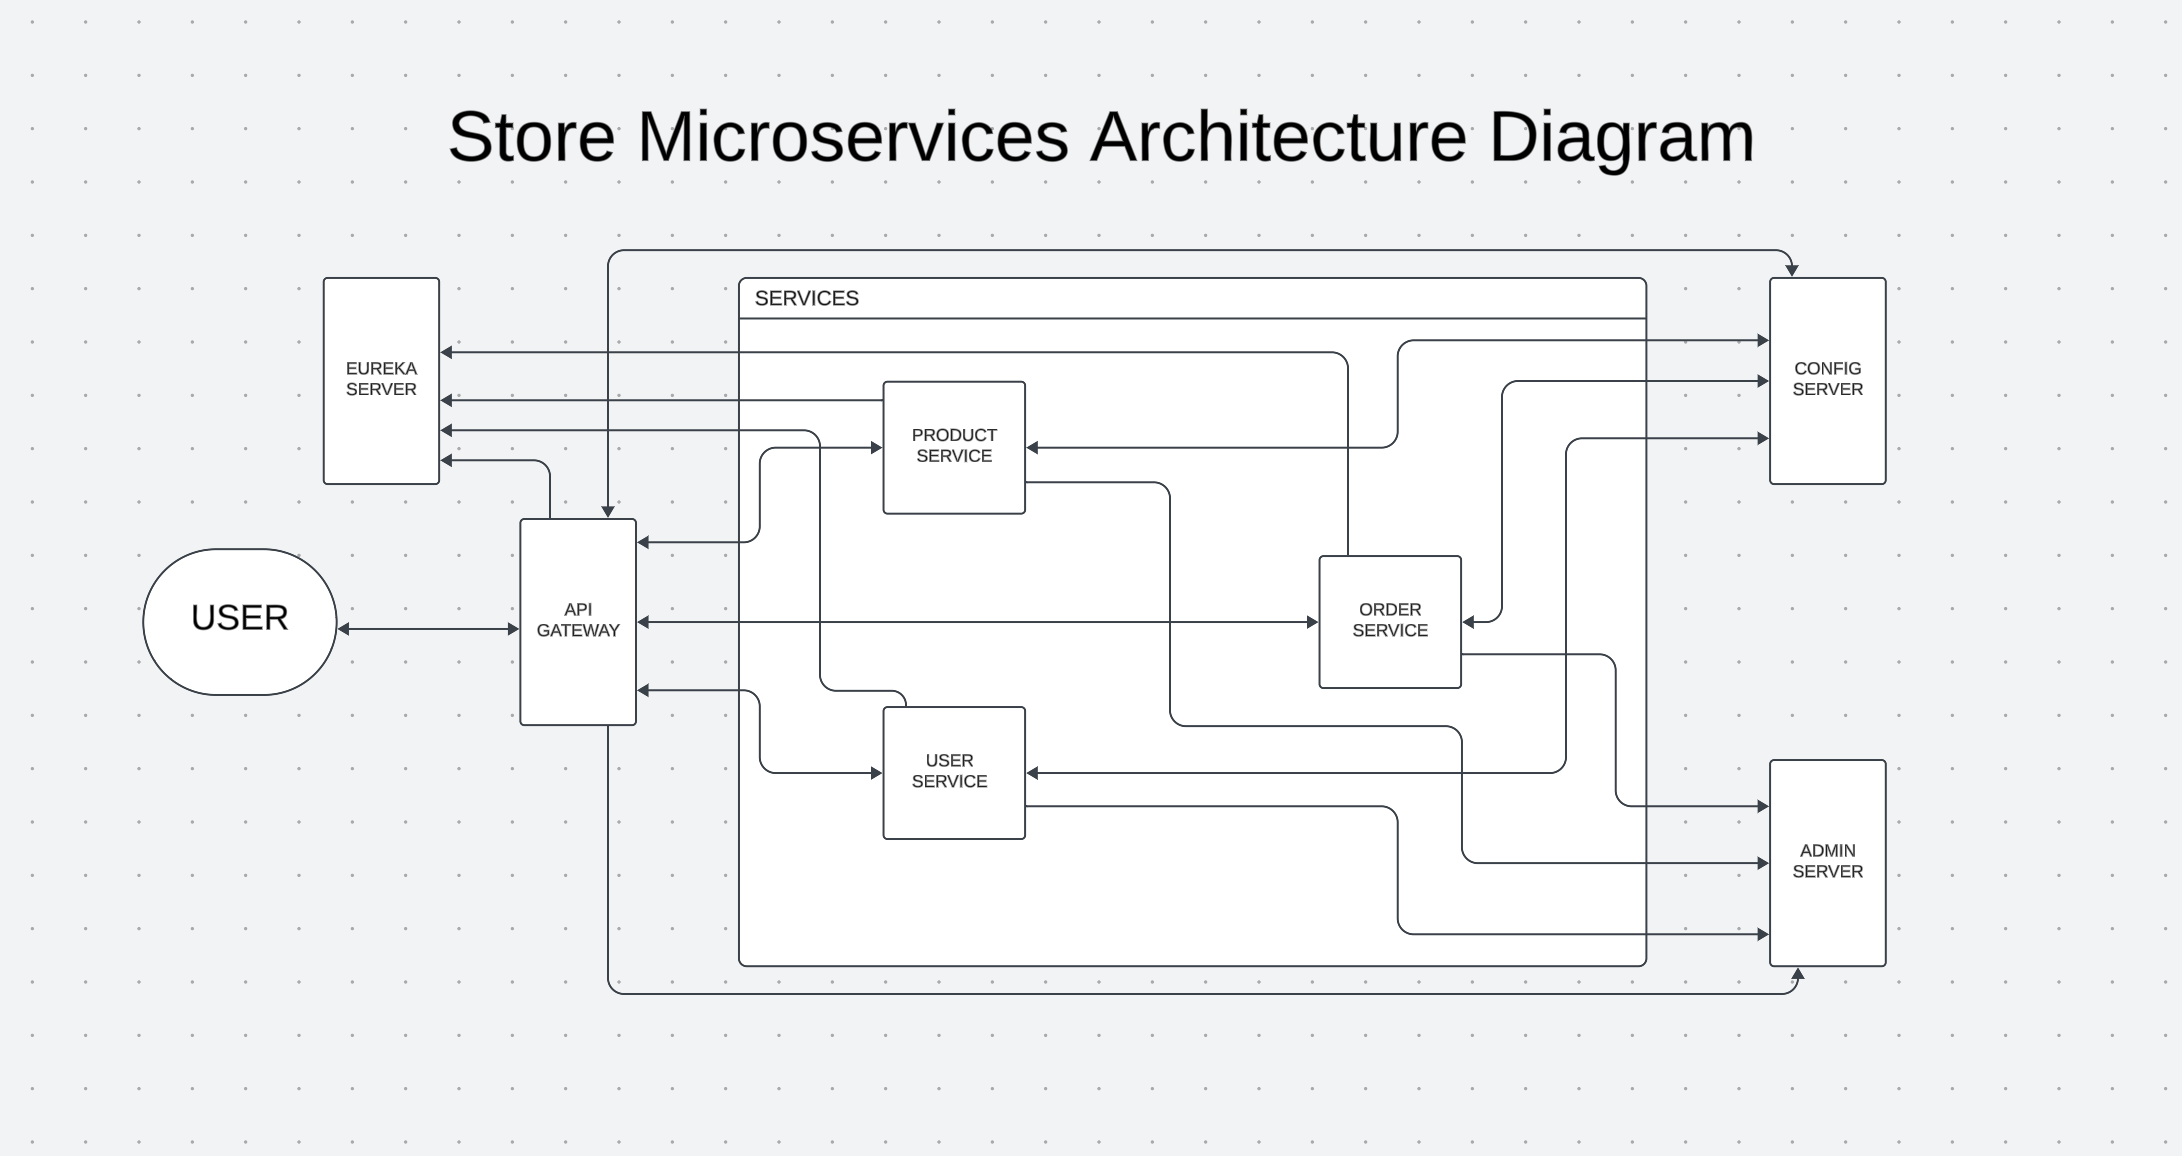 Store Microservices Architecture Diagram
SERVICES
EUREKA
SERVER
CONFIG
SERVER
PRODUCT
SERVICE
USER
API
GATEWAY
ORDER
SERVICE
USER
SERVICE
ADMIN
SERVER